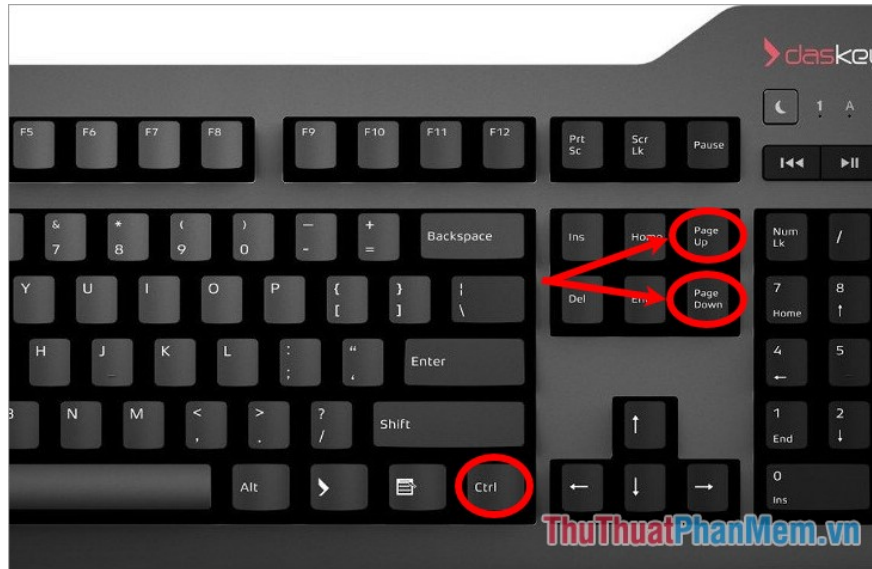 daskey
1 A
F5 F6 F7 F8 F9 F10 F11 F12 Prt Sc Scr Lk Pause
& 7 * 8 ( 9 ) 0 — - + = Backspace Ins Home Page Up Num Lk /
Y U I O P { [ } ] ¦ \ Del Page Down 7 Home 8 ↑
H J _ K L : ; “ ‘ Enter 4 ← 5
N M < , > . ? / Shift ↑ 1 End 2 ↓
Alt Ctrl ← ↓ → 0 Ins
ThuThuatPhanMem.vn